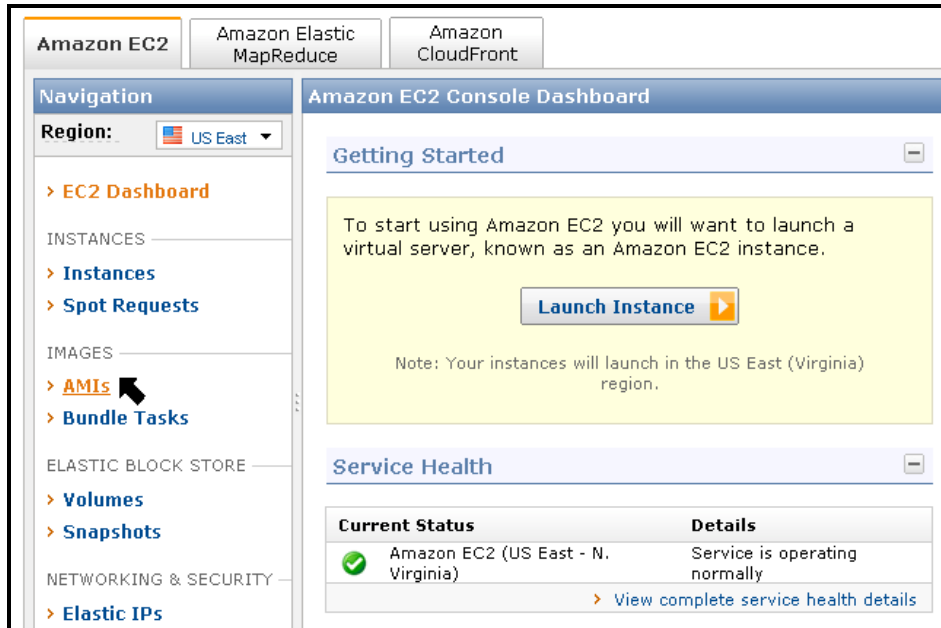 Amazon EC2
Amazon Elastic
MapReduce
Amazon
CloudFront
Navigation
Region:
US East
EC2 Dashboard
INSTANCES
Instances
Spot Requests
IMAGES
AMIs
Bundle Tasks
ELASTIC BLOCK STORE
Volumes
Snapshots
NETWORKING & SECURITY
Elastic IPs
Amazon EC2 Console Dashboard
Getting Started
To start using Amazon EC2 you will want to launch a
virtual server, known as an Amazon EC2 instance.
Launch Instance
Note: Your instances will launch in the US East (Virginia)
region.
Service Health
Current Status Details
Amazon EC2 (US East - N. Service is operating
Virginia) normally
View complete service health details